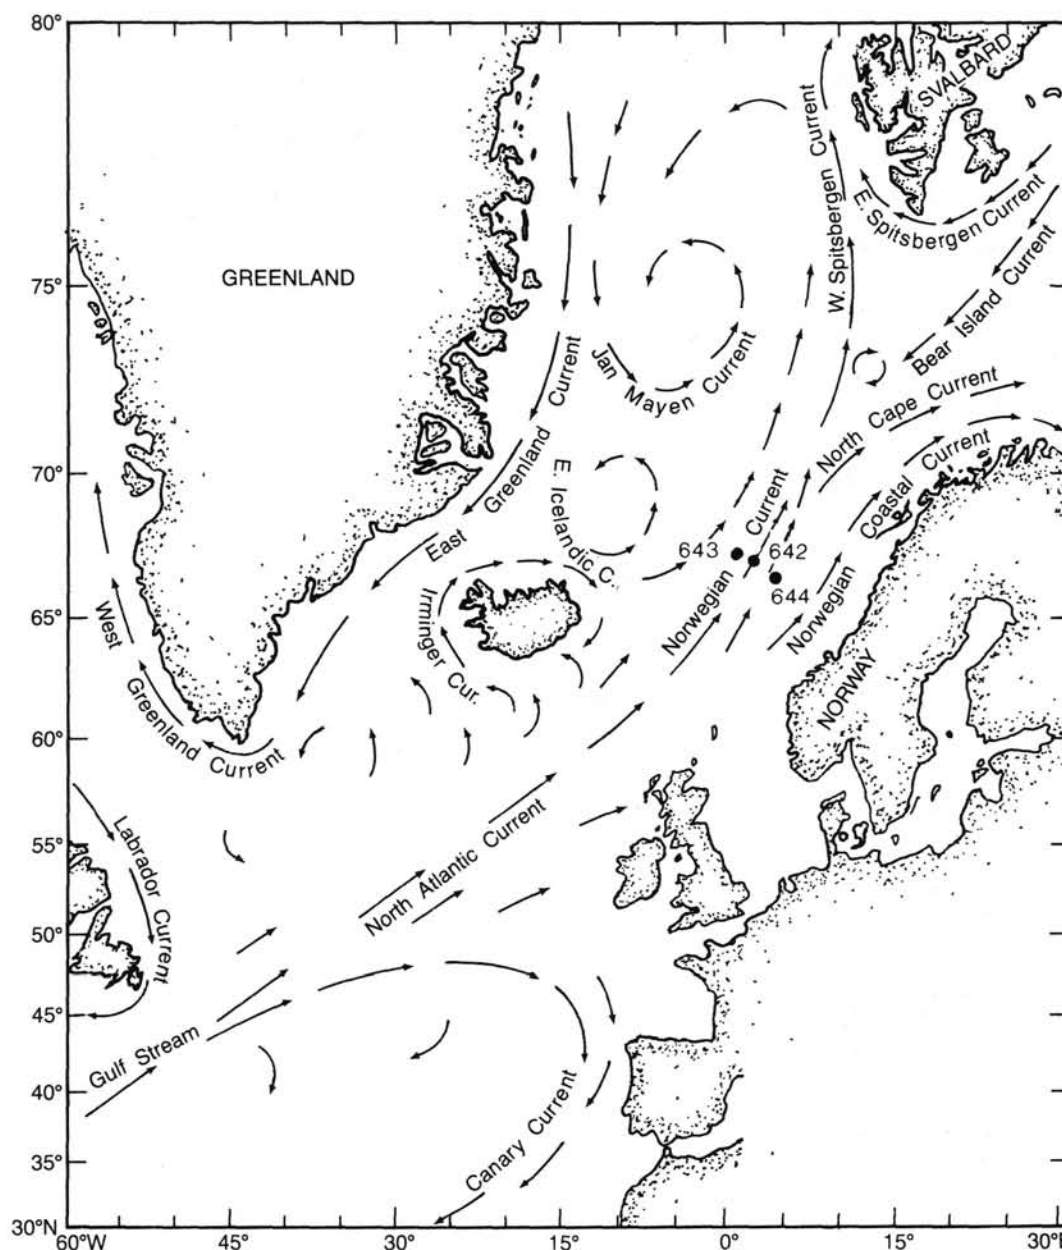 80°
SVALBARD
W. Spitsbergen Current
E. Spitsbergen Current
Bear Island Current
GREENLAND
75°
Jan Mayen Current
East Greenland Current
North Cape Current
70°
E. Icelandic C.
Norwegian Coastal Current
Norwegian Current
643
642
644
65°
Irminger Cur.
West Greenland Current
NORWAY
60°
Labrador Current
North Atlantic Current
55°
50°
45°
Gulf Stream
40°
Canary Current
35°
30°N
60°W
45°
30°
15°
0°
15°
30°E